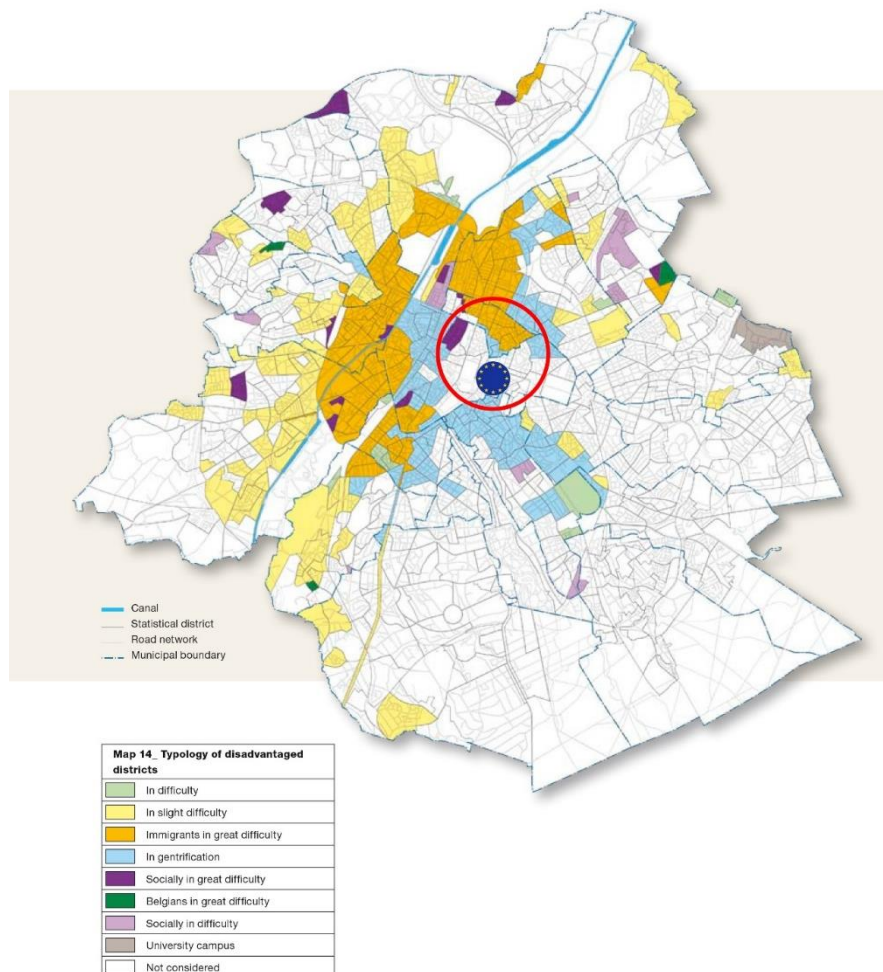 Canal
Statistical district
Road network
Municipal boundary
Map 14_ Typology of disadvantaged
districts
In difficulty
In slight difficulty
Immigrants in great difficulty
In gentrification
Socially in great difficulty
Belgians in great difficulty
Socially in difficulty
University campus
Not considered